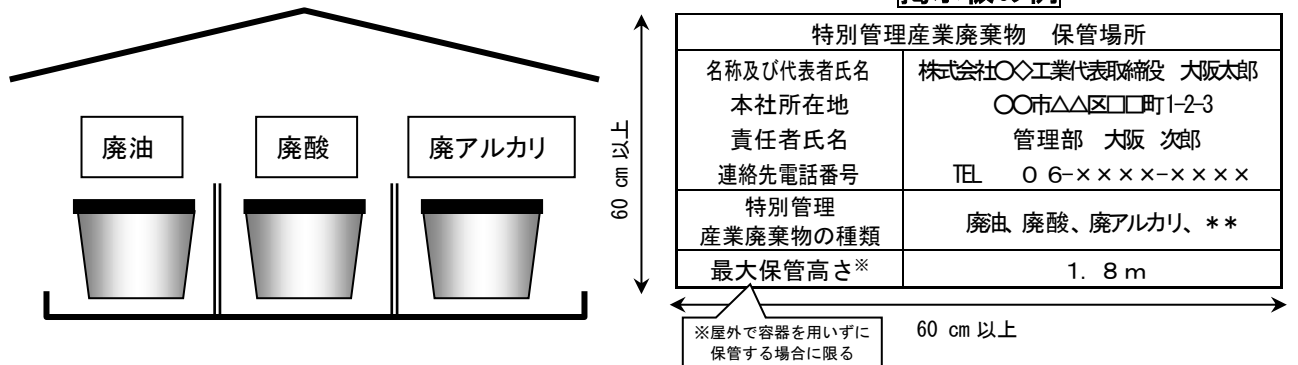 廃油
廃酸
廃アルカリ
60 cm 以上
特別管理産業廃棄物　保管場所
名称及び代表者氏名　株式会社〇◇工業代表取締役　大阪太郎
本社所在地　〇〇市△△区□□町1-2-3
責任者氏名　管理部　大阪　次郎
連絡先電話番号　TEL　０６-××××-××××
特別管理
産業廃棄物の種類　廃油、廃酸、廃アルカリ、＊＊
最大保管高さ※　１．８ｍ
※屋外で容器を用いずに
保管する場合に限る
60 cm 以上